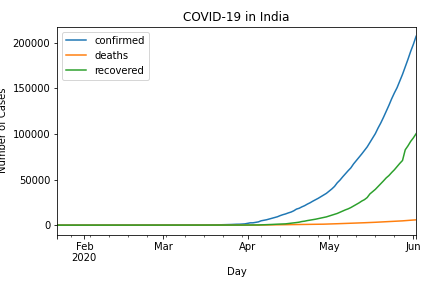 COVID-19 in India
confirmed
deaths
recovered
200000
150000
100000
50000
0
Number of Cases
Feb
2020
Mar
Apr
May
Jun
Day